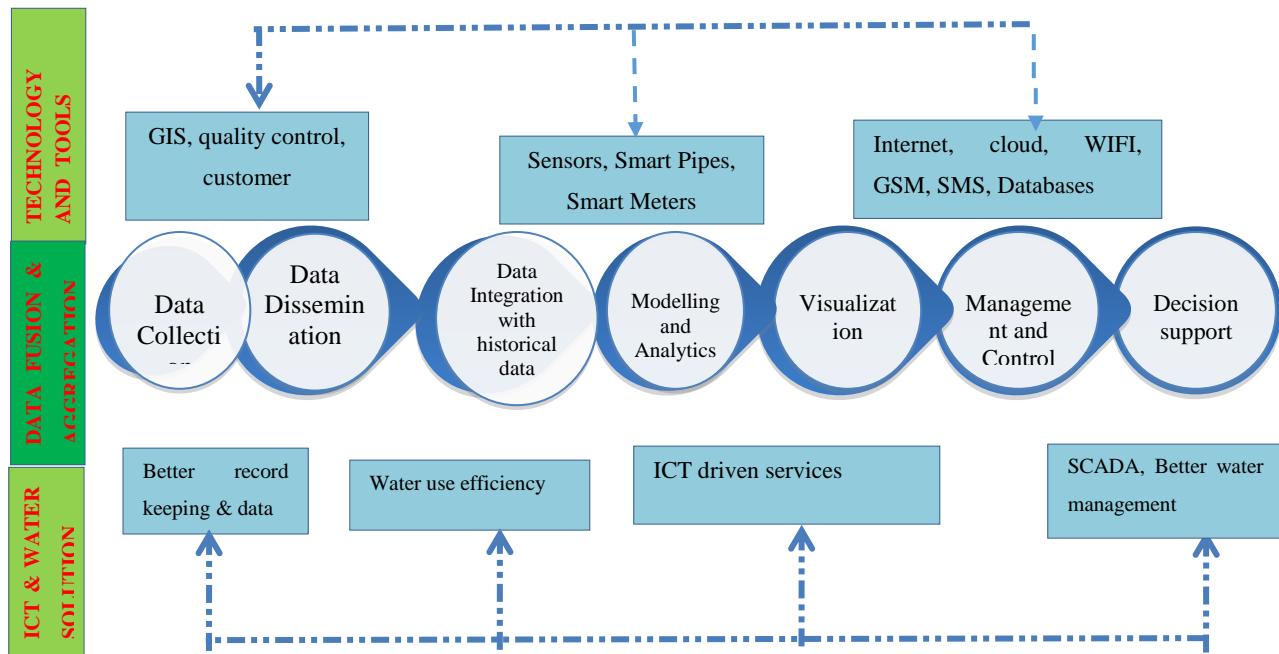 TECHNOLOGY
AND TOOLS
GIS, quality control,
customer
Sensors, Smart Pipes,
Smart Meters
Internet, cloud, WIFI,
GSM, SMS, Databases
DATA FUSION &
AGGREGATION
Data
Collecti
on
Data
Dissemin
ation
Data
Integration
with
historical
data
Modelling
and
Analytics
Visualizat
ion
Manageme
nt and
Control
Decision
support
ICT & WATER
SOLUTION
Better record
keeping & data
Water use efficiency
ICT driven services
SCADA, Better water
management